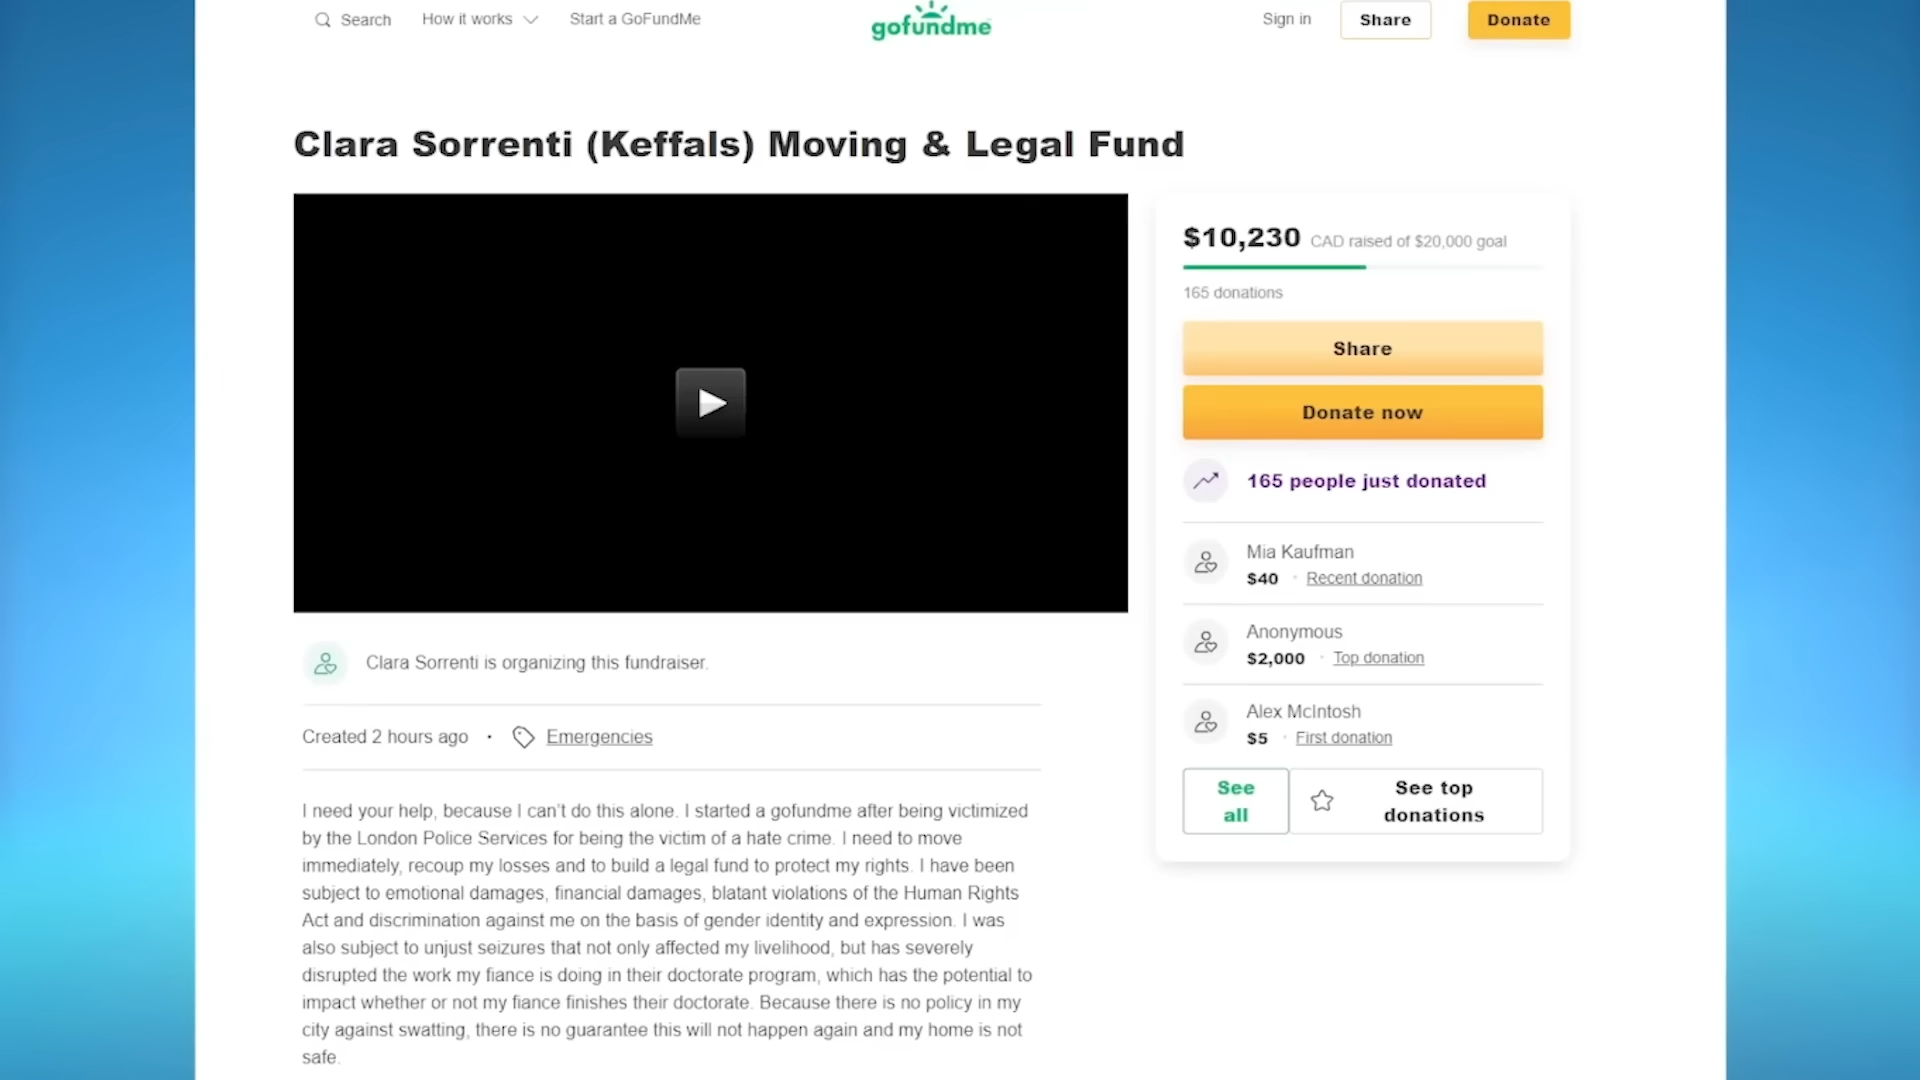 Search
How it works
Start a GoFundMe
gofundme
Sign in
Share
Donate
Clara Sorrenti (Keffals) Moving & Legal Fund
$10,230 CAD raised of $20,000 goal
165 donations
Share
Donate now
165 people just donated
Mia Kaufman
$40 · Recent donation
Anonymous
$2,000 · Top donation
Alex McIntosh
$5 · First donation
See all
See top donations
Clara Sorrenti is organizing this fundraiser.
Created 2 hours ago · Emergencies
I need your help, because I can't do this alone. I started a gofundme after being victimized
by the London Police Services for being the victim of a hate crime. I need to move
immediately, recoup my losses and to build a legal fund to protect my rights. I have been
subject to emotional damages, financial damages, blatant violations of the Human Rights
Act and discrimination against me on the basis of gender identity and expression. I was
also subject to unjust seizures that not only affected my livelihood, but has severely
disrupted the work my fiance is doing in their doctorate program, which has the potential to
impact whether or not my fiance finishes their doctorate. Because there is no policy in my
city against swatting, there is no guarantee this will not happen again and my home is not
safe.